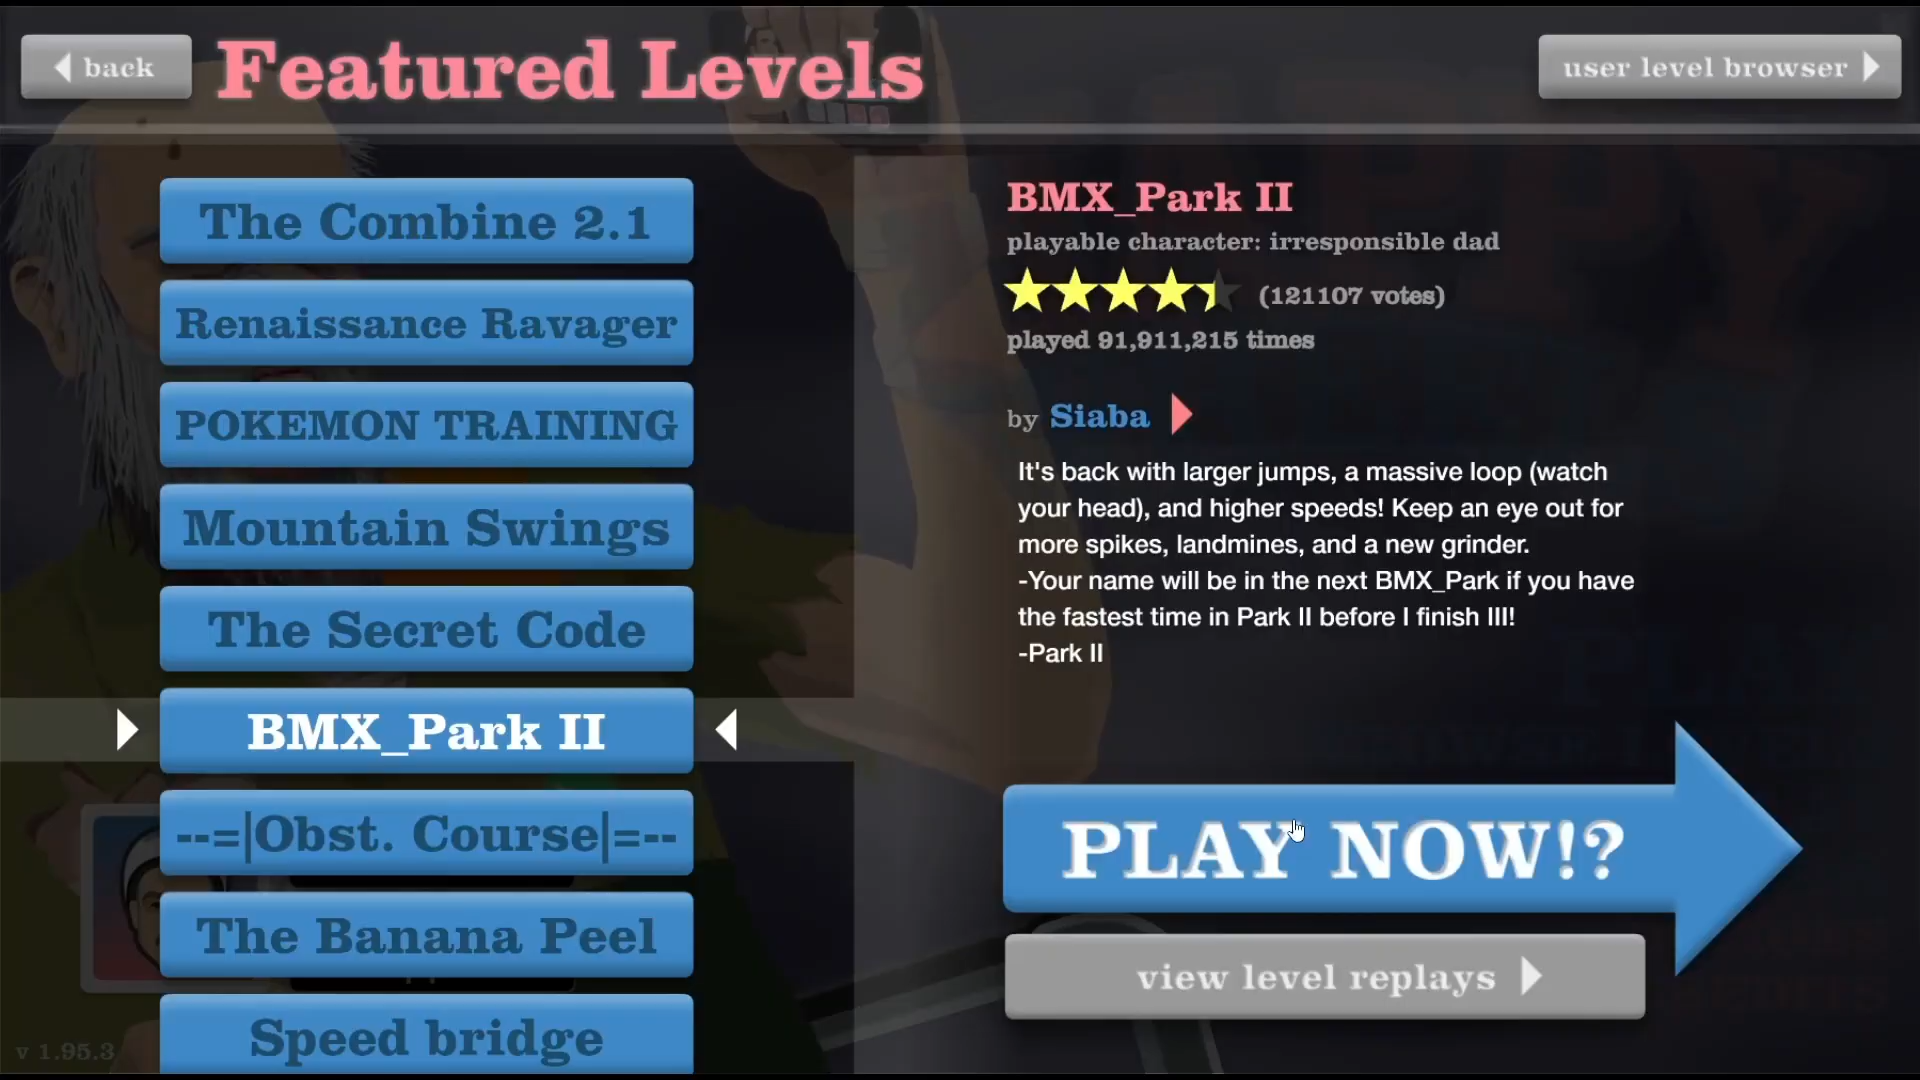 back
Featured Levels
user level browser
The Combine 2.1
Renaissance Ravager
POKEMON TRAINING
Mountain Swings
The Secret Code
BMX_Park II
--=|Obst. Course|=--
The Banana Peel
Speed bridge
v 1.95.3
BMX_Park II
playable character: irresponsible dad
(121107 votes)
played 91,911,215 times
by Siaba
It's back with larger jumps, a massive loop (watch
your head), and higher speeds! Keep an eye out for
more spikes, landmines, and a new grinder.
-Your name will be in the next BMX_Park if you have
the fastest time in Park II before I finish III!
-Park II
PLAY NOW!?
view level replays